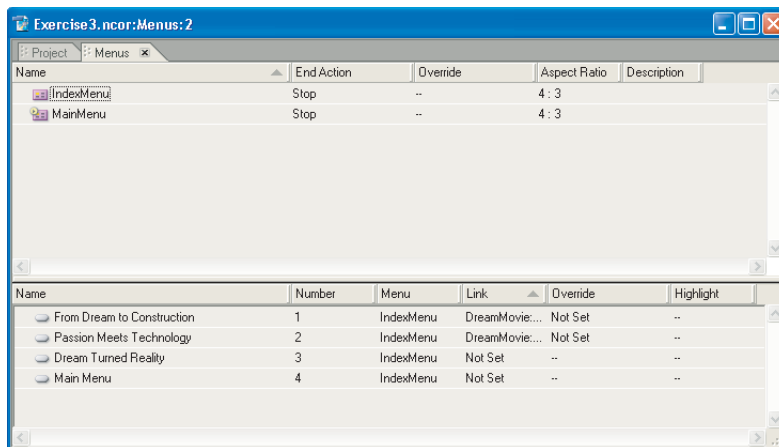 Exercise3.ncor:Menus:2
Project Menus
Name End Action Override Aspect Ratio Description
IndexMenu Stop -- 4 : 3
MainMenu Stop -- 4 : 3
Name Number Menu Link Override Highlight
From Dream to Construction 1 IndexMenu DreamMovie:... Not Set --
Passion Meets Technology 2 IndexMenu DreamMovie:... Not Set --
Dream Turned Reality 3 IndexMenu Not Set -- --
Main Menu 4 IndexMenu Not Set -- --